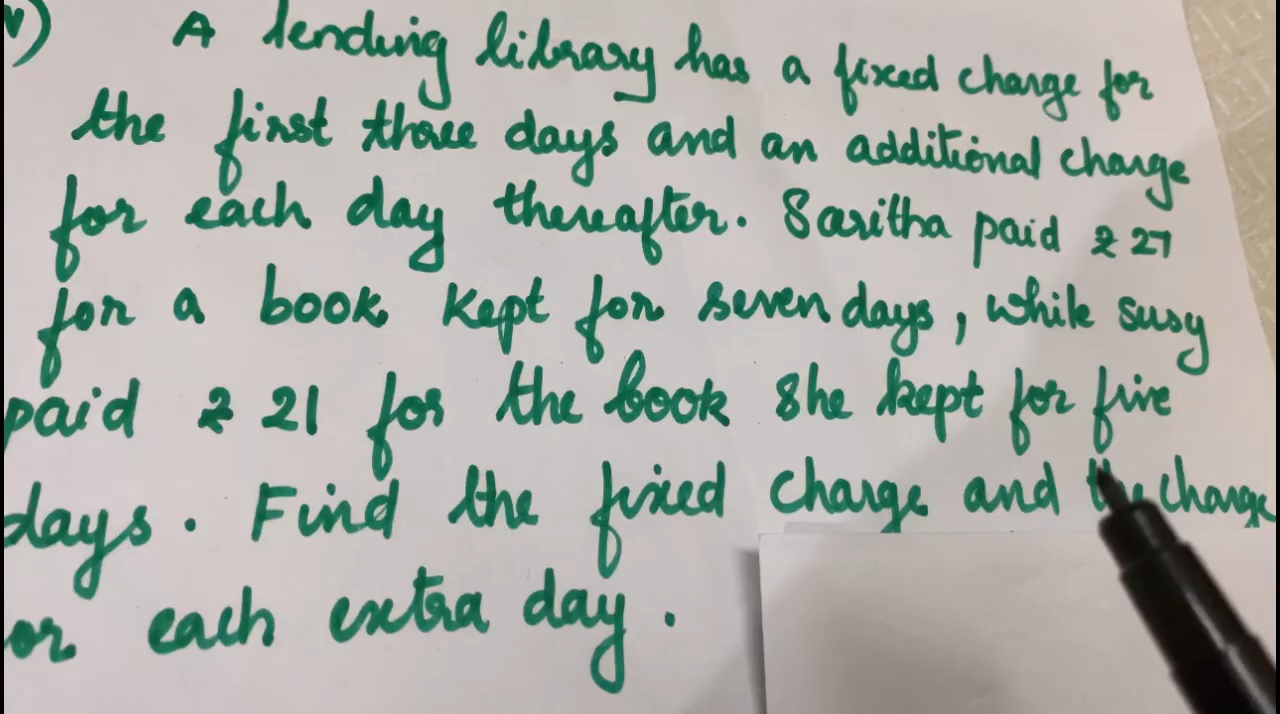 v) A lending library has a fixed charge for
the first three days and an additional charge
for each day thereafter. Saritha paid ₹ 27
for a book kept for seven days, while susy
paid ₹ 21 for the book she kept for five
days. Find the fixed charge and the charge
or each extra day.